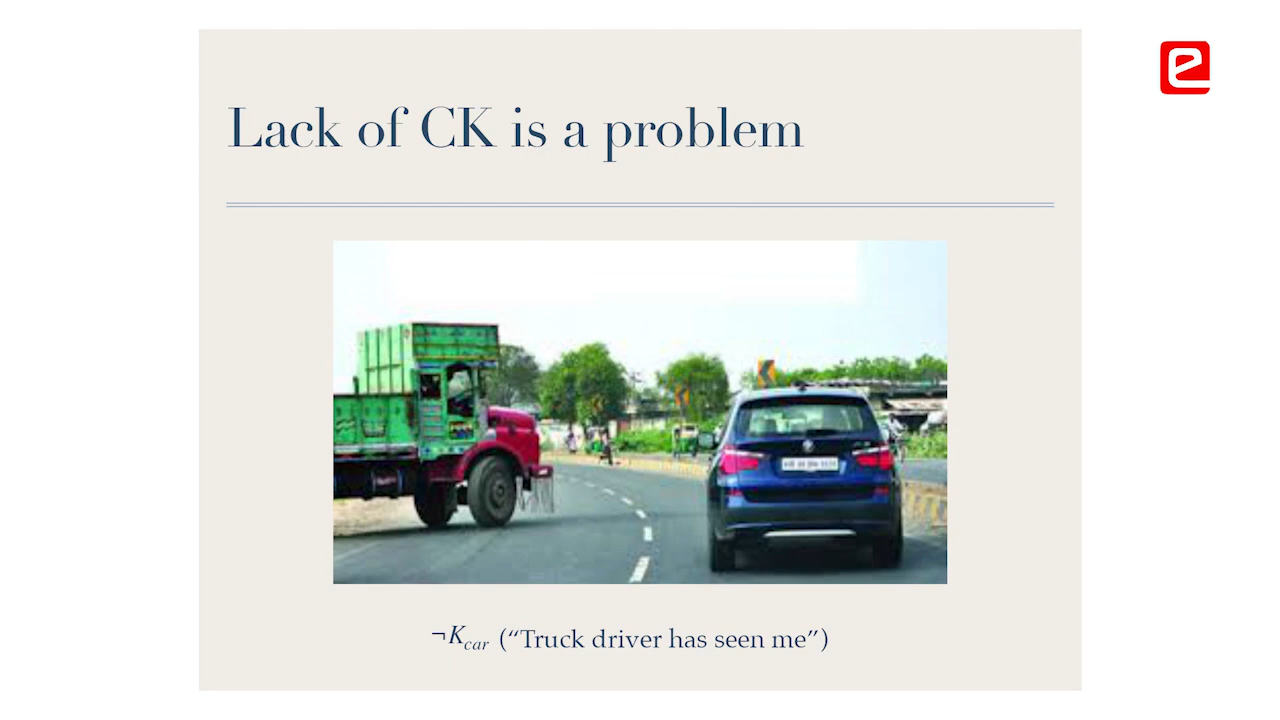 Lack of CK is a problem
¬K_car (“Truck driver has seen me”)